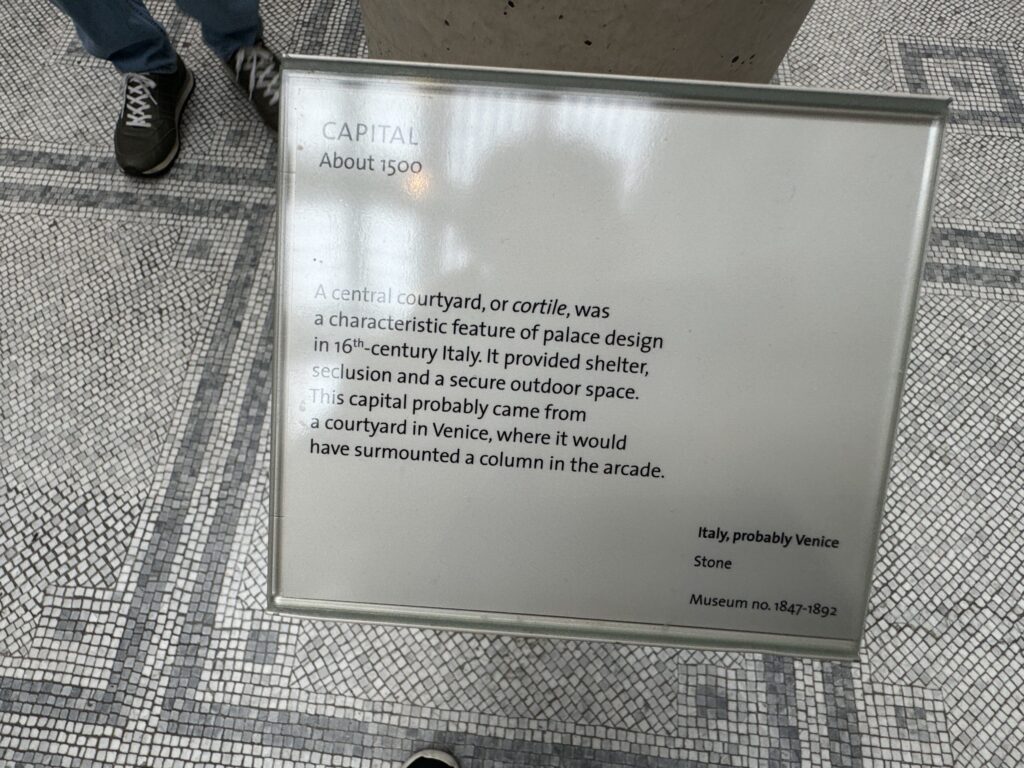 CAPITAL
About 1500
A central courtyard, or cortile, was
a characteristic feature of palace design
in 16th-century Italy. It provided shelter,
seclusion and a secure outdoor space.
This capital probably came from
a courtyard in Venice, where it would
have surmounted a column in the arcade.
Italy, probably Venice
Stone
Museum no. 1847-1892